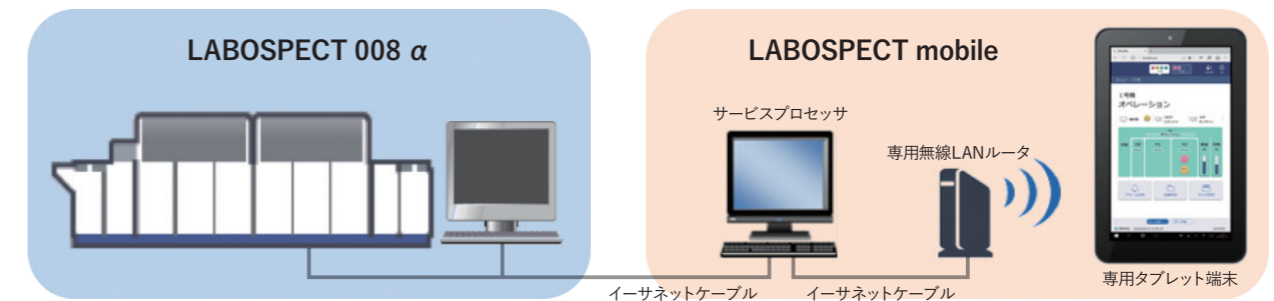 LABOSPECT 008 α
LABOSPECT mobile
サービスプロセッサ
専用無線LANルータ
1号機
オペレーション
イーサネットケーブル
イーサネットケーブル
専用タブレット端末